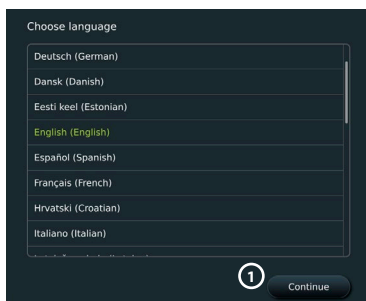 Choose language
Deutsch (German)
Dansk (Danish)
Eesti keel (Estonian)
English (English)
Español (Spanish)
Français (French)
Hrvatski (Croatian)
Italiano (Italian)
1
Continue